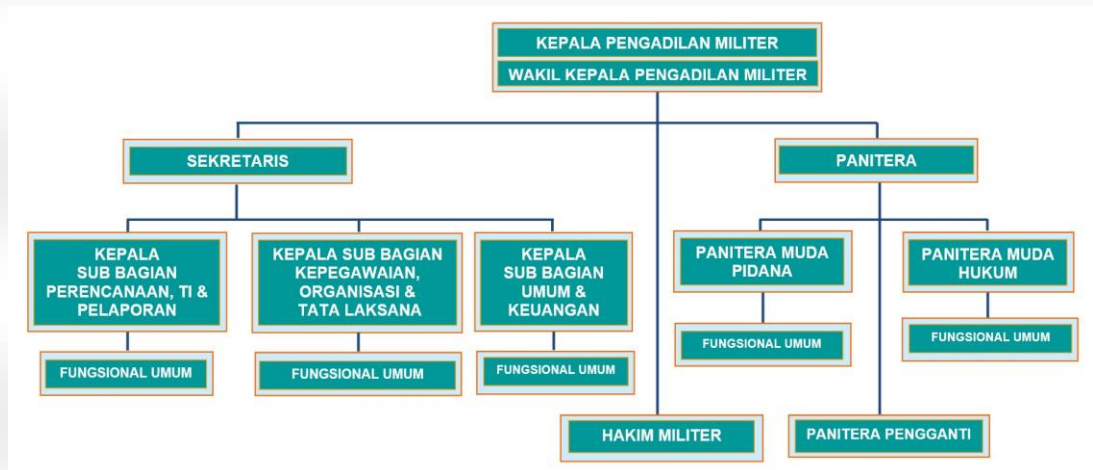 KEPALA PENGADILAN MILITER
WAKIL KEPALA PENGADILAN MILITER
SEKRETARIS
PANITERA
KEPALA
SUB BAGIAN
PERENCANAAN, TI &
PELAPORAN
KEPALA SUB BAGIAN
KEPEGAWAIAN,
ORGANISASI &
TATA LAKSANA
KEPALA
SUB BAGIAN
UMUM &
KEUANGAN
PANITERA MUDA
PIDANA
PANITERA MUDA
HUKUM
FUNGSIONAL UMUM
FUNGSIONAL UMUM
FUNGSIONAL UMUM
FUNGSIONAL UMUM
FUNGSIONAL UMUM
HAKIM MILITER
PANITERA PENGGANTI